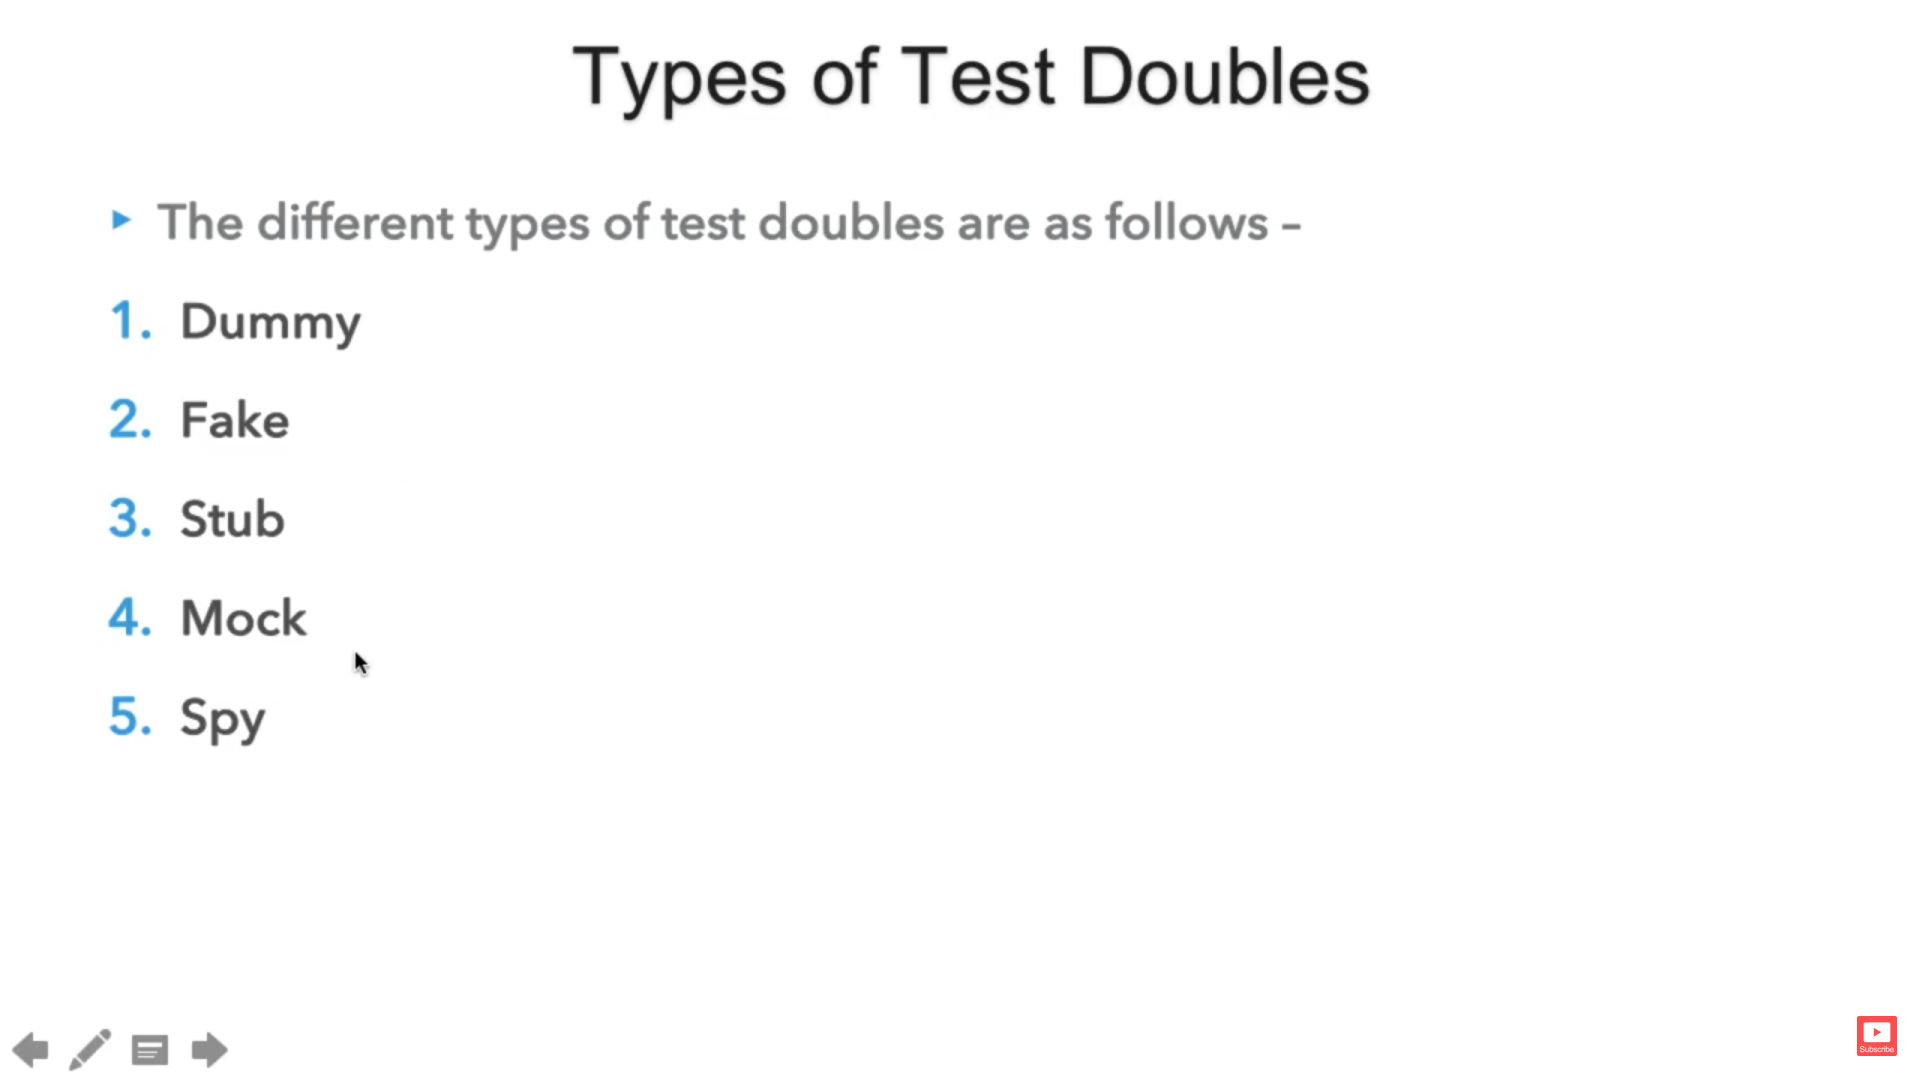 Types of Test Doubles
The different types of test doubles are as follows –
1. Dummy
2. Fake
3. Stub
4. Mock
5. Spy
Subscribe